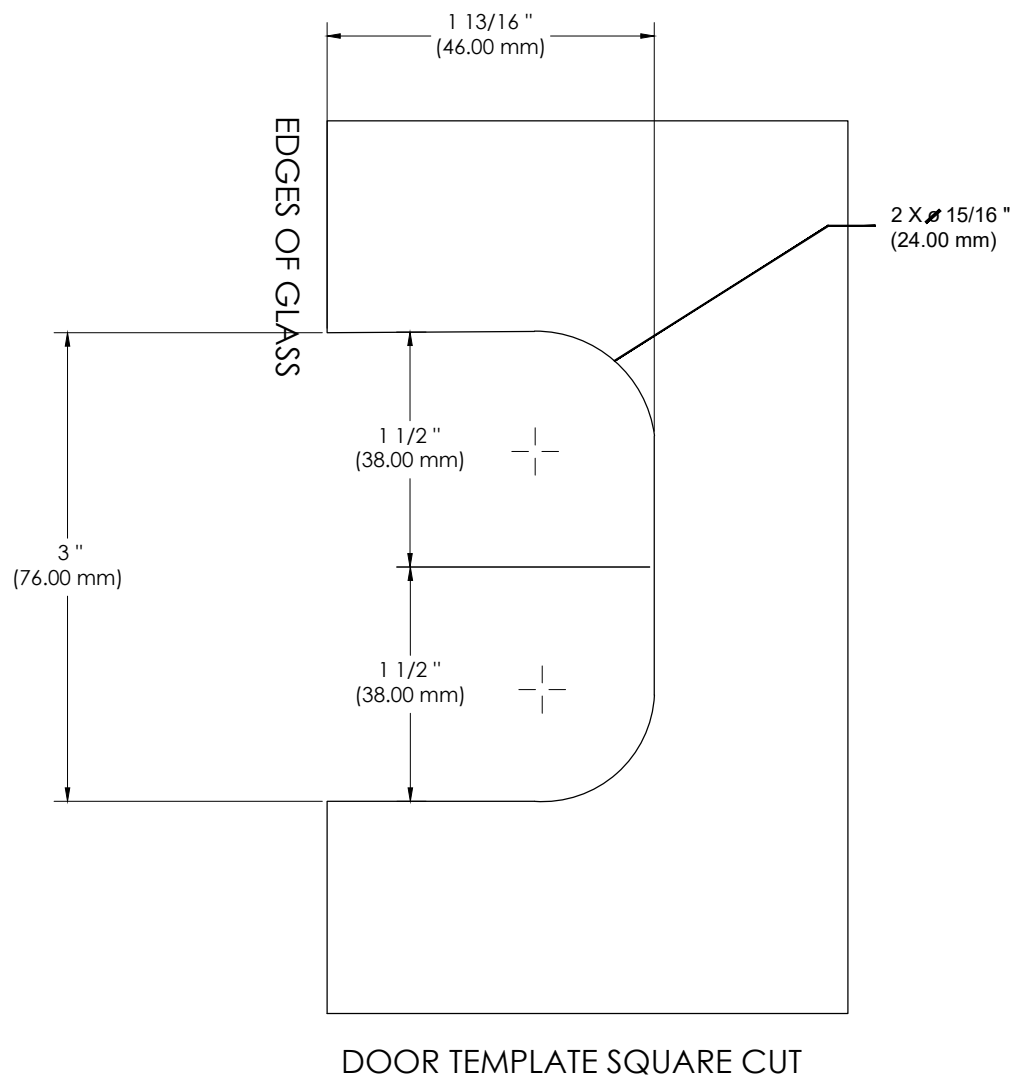 1 13/16 "
(46.00 mm)
EDGES OF GLASS
2 X ⌀ 15/16 "
(24.00 mm)
1 1/2 "
(38.00 mm)
3 "
(76.00 mm)
1 1/2 "
(38.00 mm)
DOOR TEMPLATE SQUARE CUT